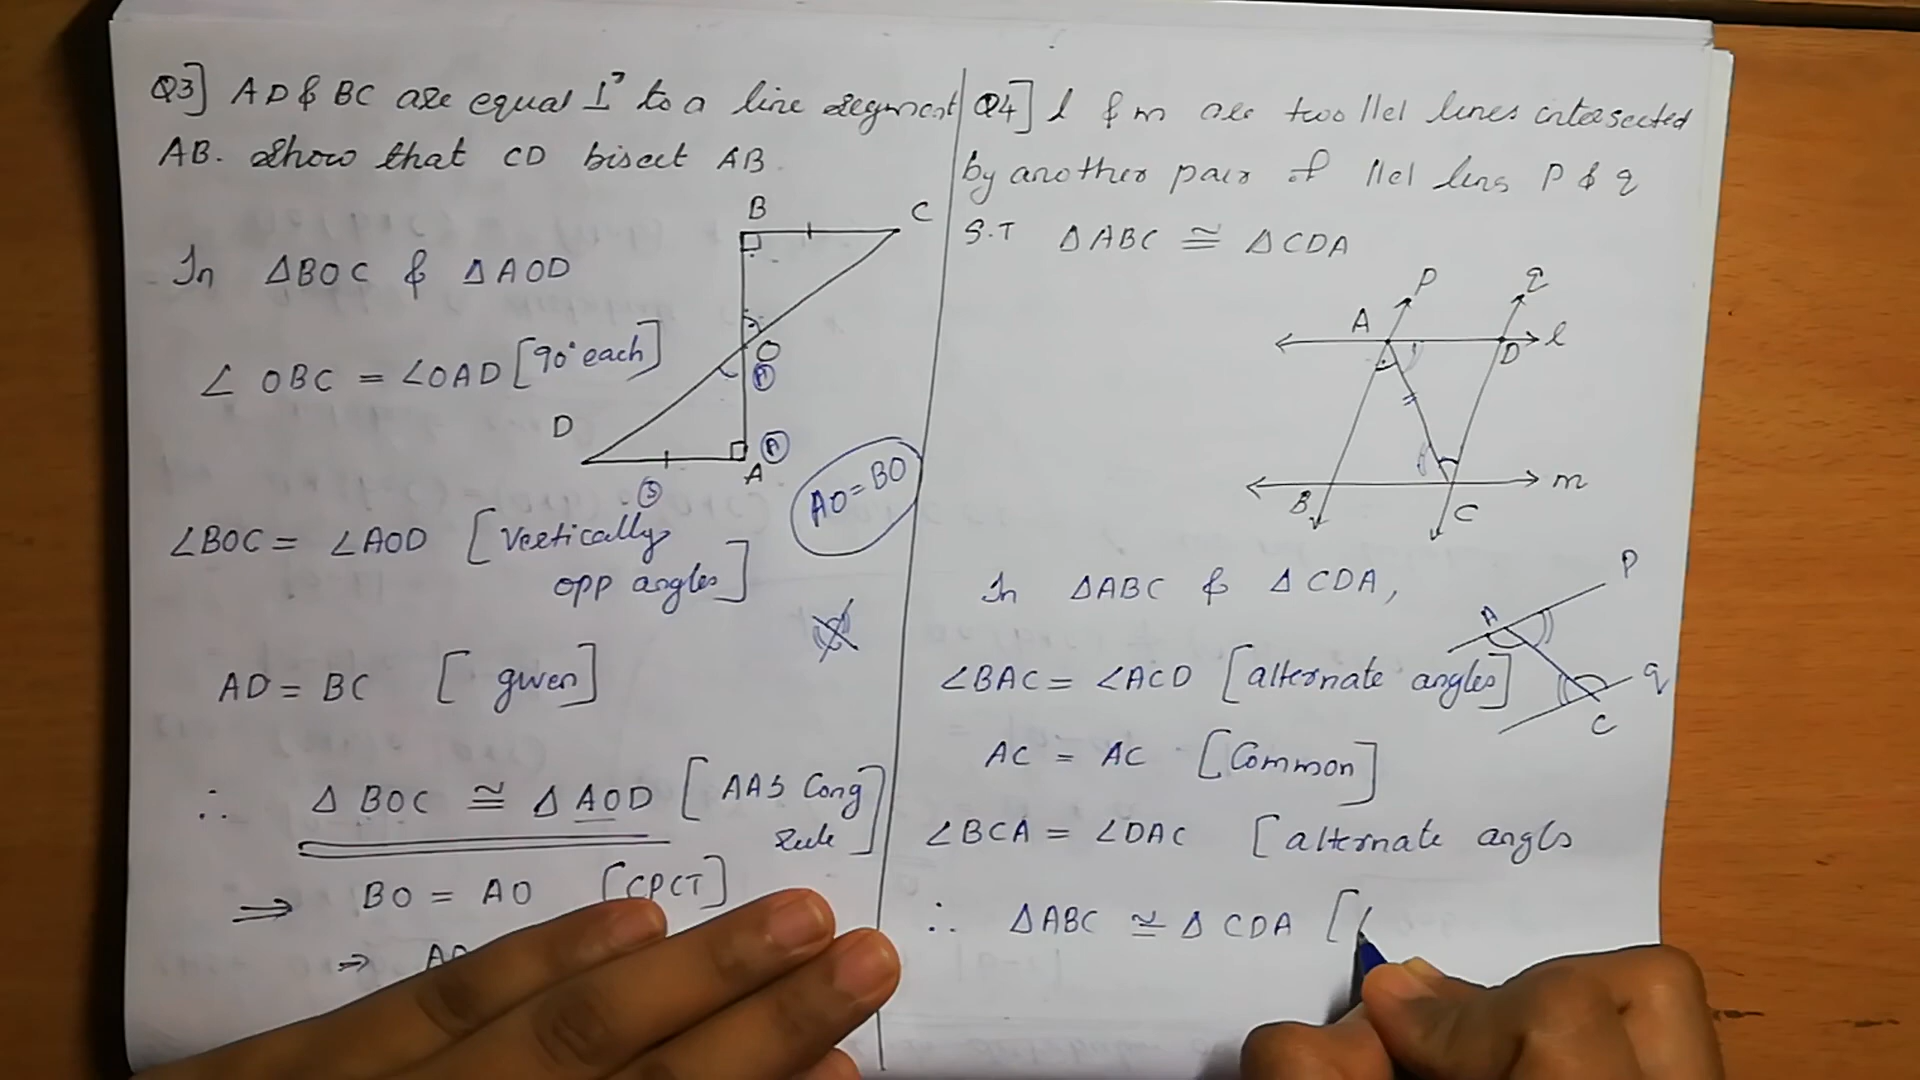 Q3] AD & BC are equal ⊥ʳ to a line segment
AB. Show that CD bisect AB.
B
C
In ΔBOC & ΔAOD
∠OBC = ∠OAD [90° each]
O
A
D
A
A
S
AO = BO
∠BOC = ∠AOD [Vertically
opp angles]
AD = BC [given]
∴ ΔBOC ≅ ΔAOD [AAS Cong
Rule]
⇒ BO = AO [CPCT]
⇒ AO
Q4] l & m are two llel lines intersected
by another pair of llel lins P & q
S.T ΔABC ≅ ΔCDA
P
q
A
D
l
B
C
m
In ΔABC & ΔCDA,
P
A
q
C
∠BAC = ∠ACD [alternate angles]
AC = AC [Common]
∠BCA = ∠DAC [alternate angls
∴ ΔABC ≅ ΔCDA [